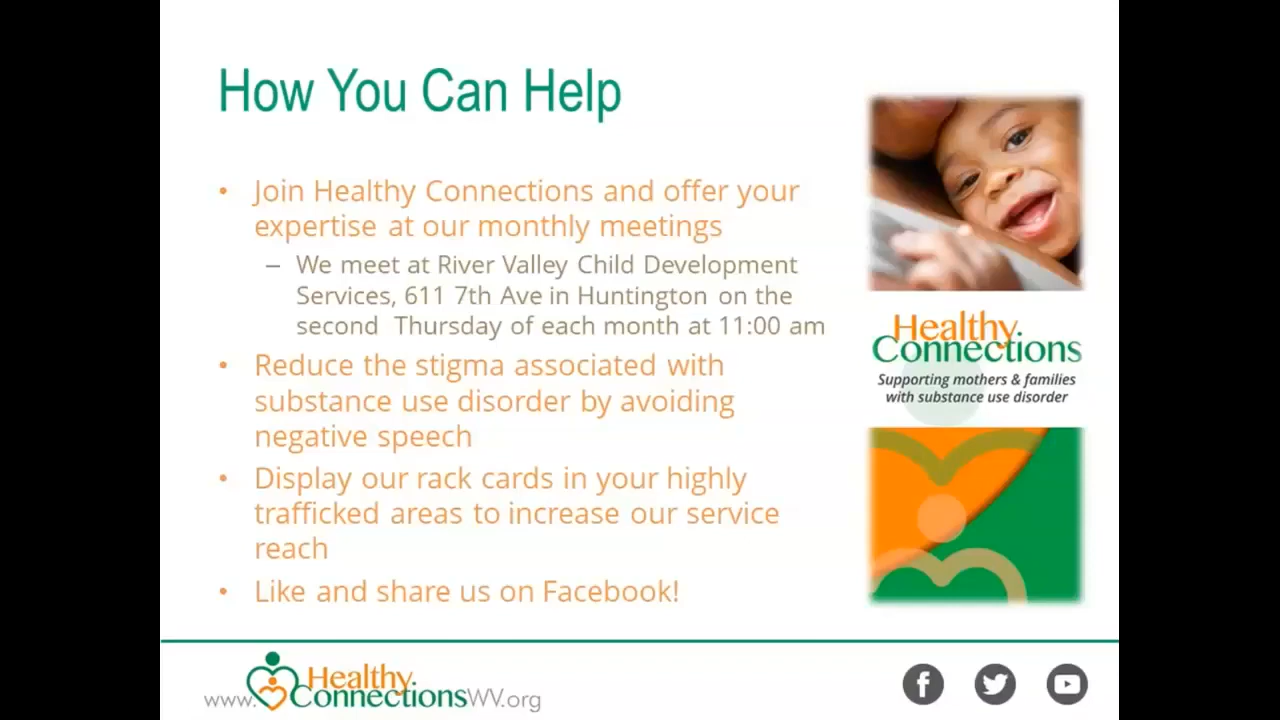 How You Can Help
• Join Healthy Connections and offer your
expertise at our monthly meetings
– We meet at River Valley Child Development
Services, 611 7th Ave in Huntington on the
second Thursday of each month at 11:00 am
• Reduce the stigma associated with
substance use disorder by avoiding
negative speech
• Display our rack cards in your highly
trafficked areas to increase our service
reach
• Like and share us on Facebook!
Healthy
Connections
Supporting mothers & families
with substance use disorder
www.Healthy
ConnectionsWV.org